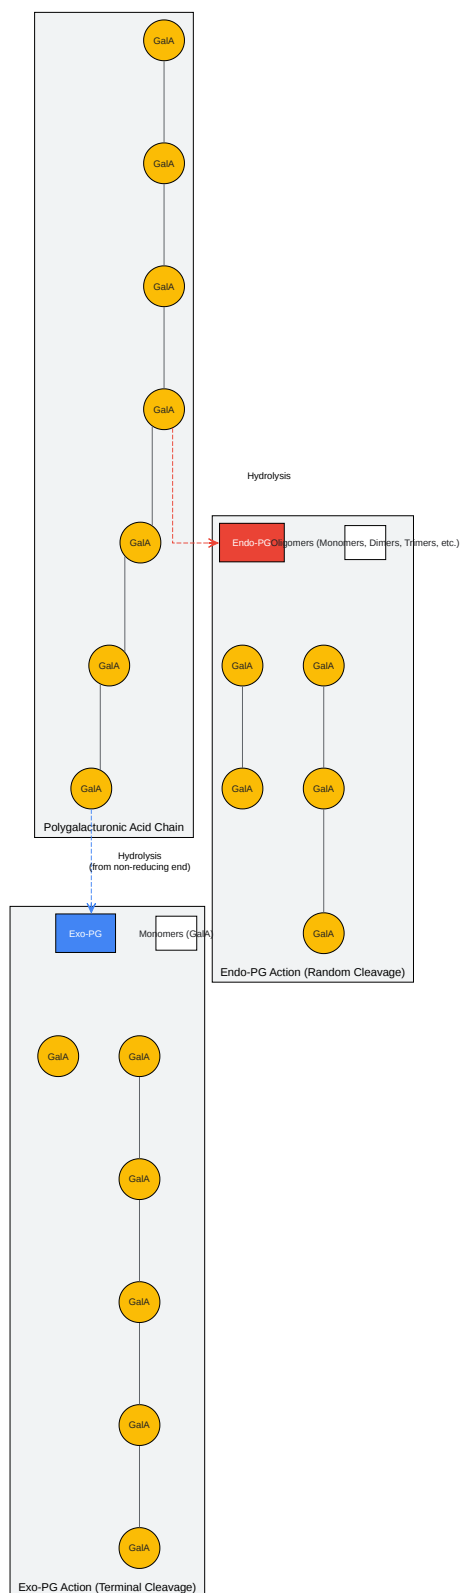 GalA
GalA
GalA
GalA
GalA
GalA
GalA
Polygalacturonic Acid Chain
Hydrolysis
Endo-PG
Oligomers (Monomers, Dimers, Trimers, etc.)
GalA
GalA
GalA
GalA
GalA
Endo-PG Action (Random Cleavage)
Hydrolysis
(from non-reducing end)
Exo-PG
Monomers (GalA)
GalA
GalA
GalA
GalA
GalA
GalA
Exo-PG Action (Terminal Cleavage)